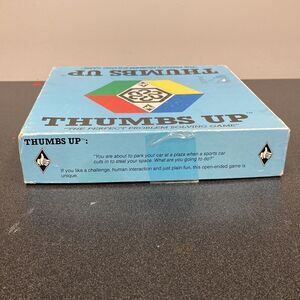 THUMBS UP
THUMBS UP™
"THE PERFECT PROBLEM SOLVING GAME"
THUMBS UP™:
"You are about to park your car at a plaza when a sports car
cuts in to steal your space. What are you going to do?"
If you like a challenge, human interaction and just plain fun, this open-ended game is
unique.